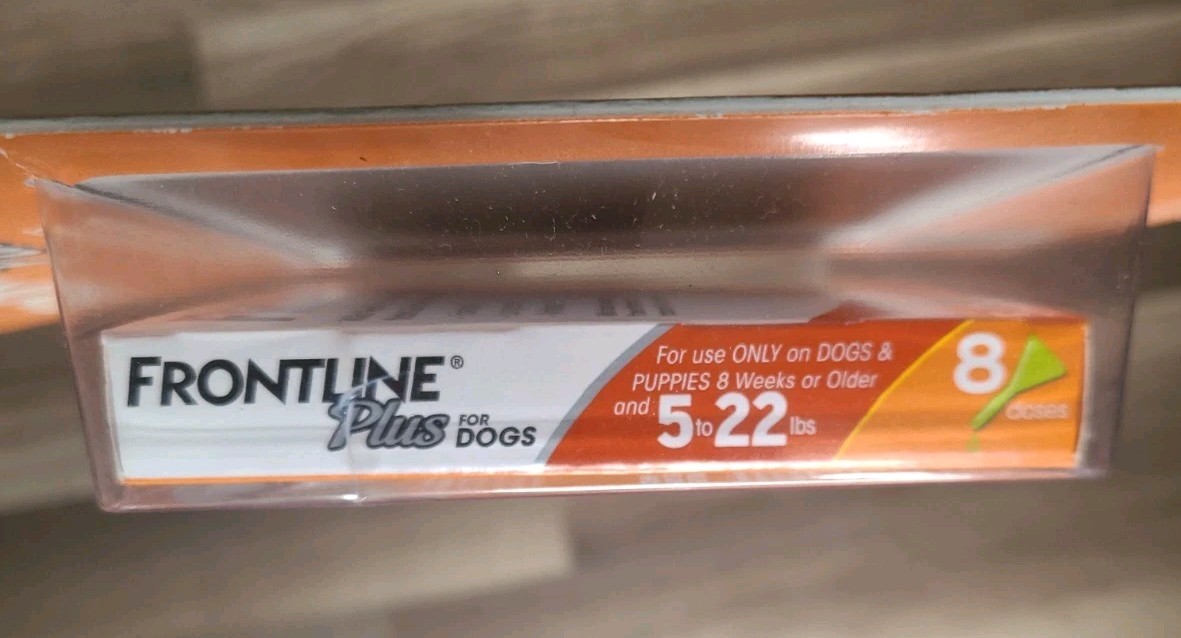 FRONTLINE®
Plus FOR DOGS
For use ONLY on DOGS &
PUPPIES 8 Weeks or Older
and 5 to 22 lbs
8
doses